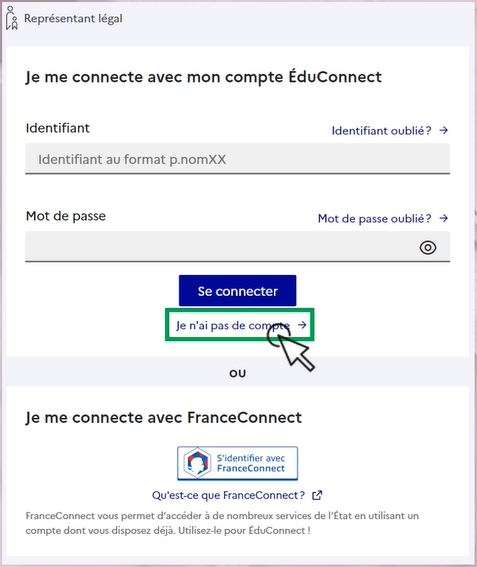 Représentant légal
Je me connecte avec mon compte ÉduConnect
Identifiant
Identifiant oublié? →
Identifiant au format p.nomXX
Mot de passe
Mot de passe oublié? →
Se connecter
Je n'ai pas de compte →
OU
Je me connecte avec FranceConnect
S'identifier avec
FranceConnect
Qu'est-ce que FranceConnect?
FranceConnect vous permet d'accéder à de nombreux services de l'État en utilisant un
compte dont vous disposez déjà. Utilisez-le pour ÉduConnect !